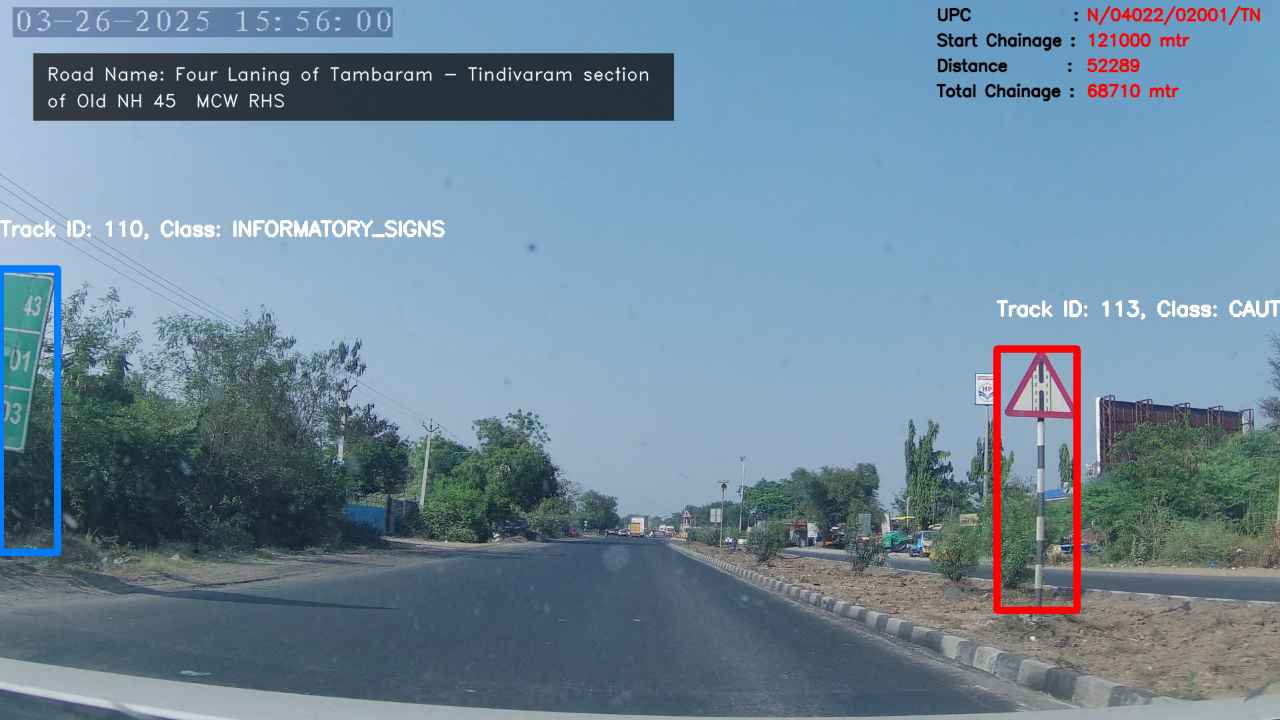 03-26-2025 15:56:00
Road Name: Four Laning of Tambaram - Tindivaram section
of Old NH 45 MCW RHS
UPC : N/04022/02001/TN
Start Chainage : 121000 mtr
Distance : 52289
Total Chainage : 68710 mtr
Track ID: 110, Class: INFORMATORY_SIGNS
43
01
03
Track ID: 113, Class: CAUT
HP